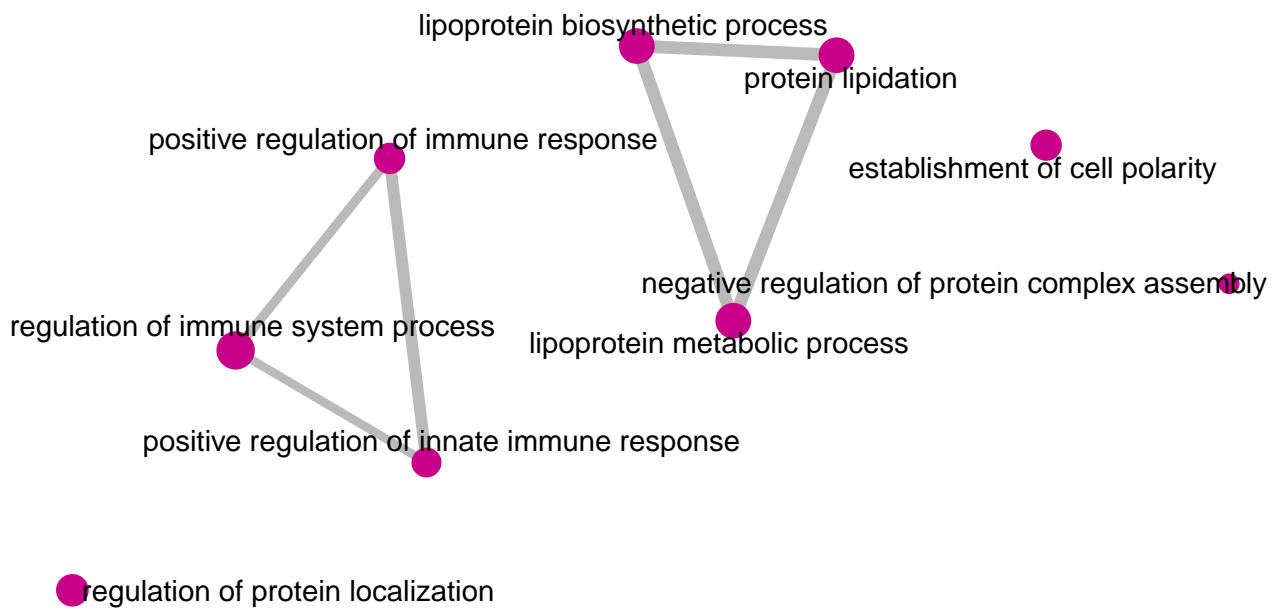 lipoprotein biosynthetic process
protein lipidation
positive regulation of immune response
establishment of cell polarity
negative regulation of protein complex assembly
regulation of immune system process
lipoprotein metabolic process
positive regulation of innate immune response
regulation of protein localization